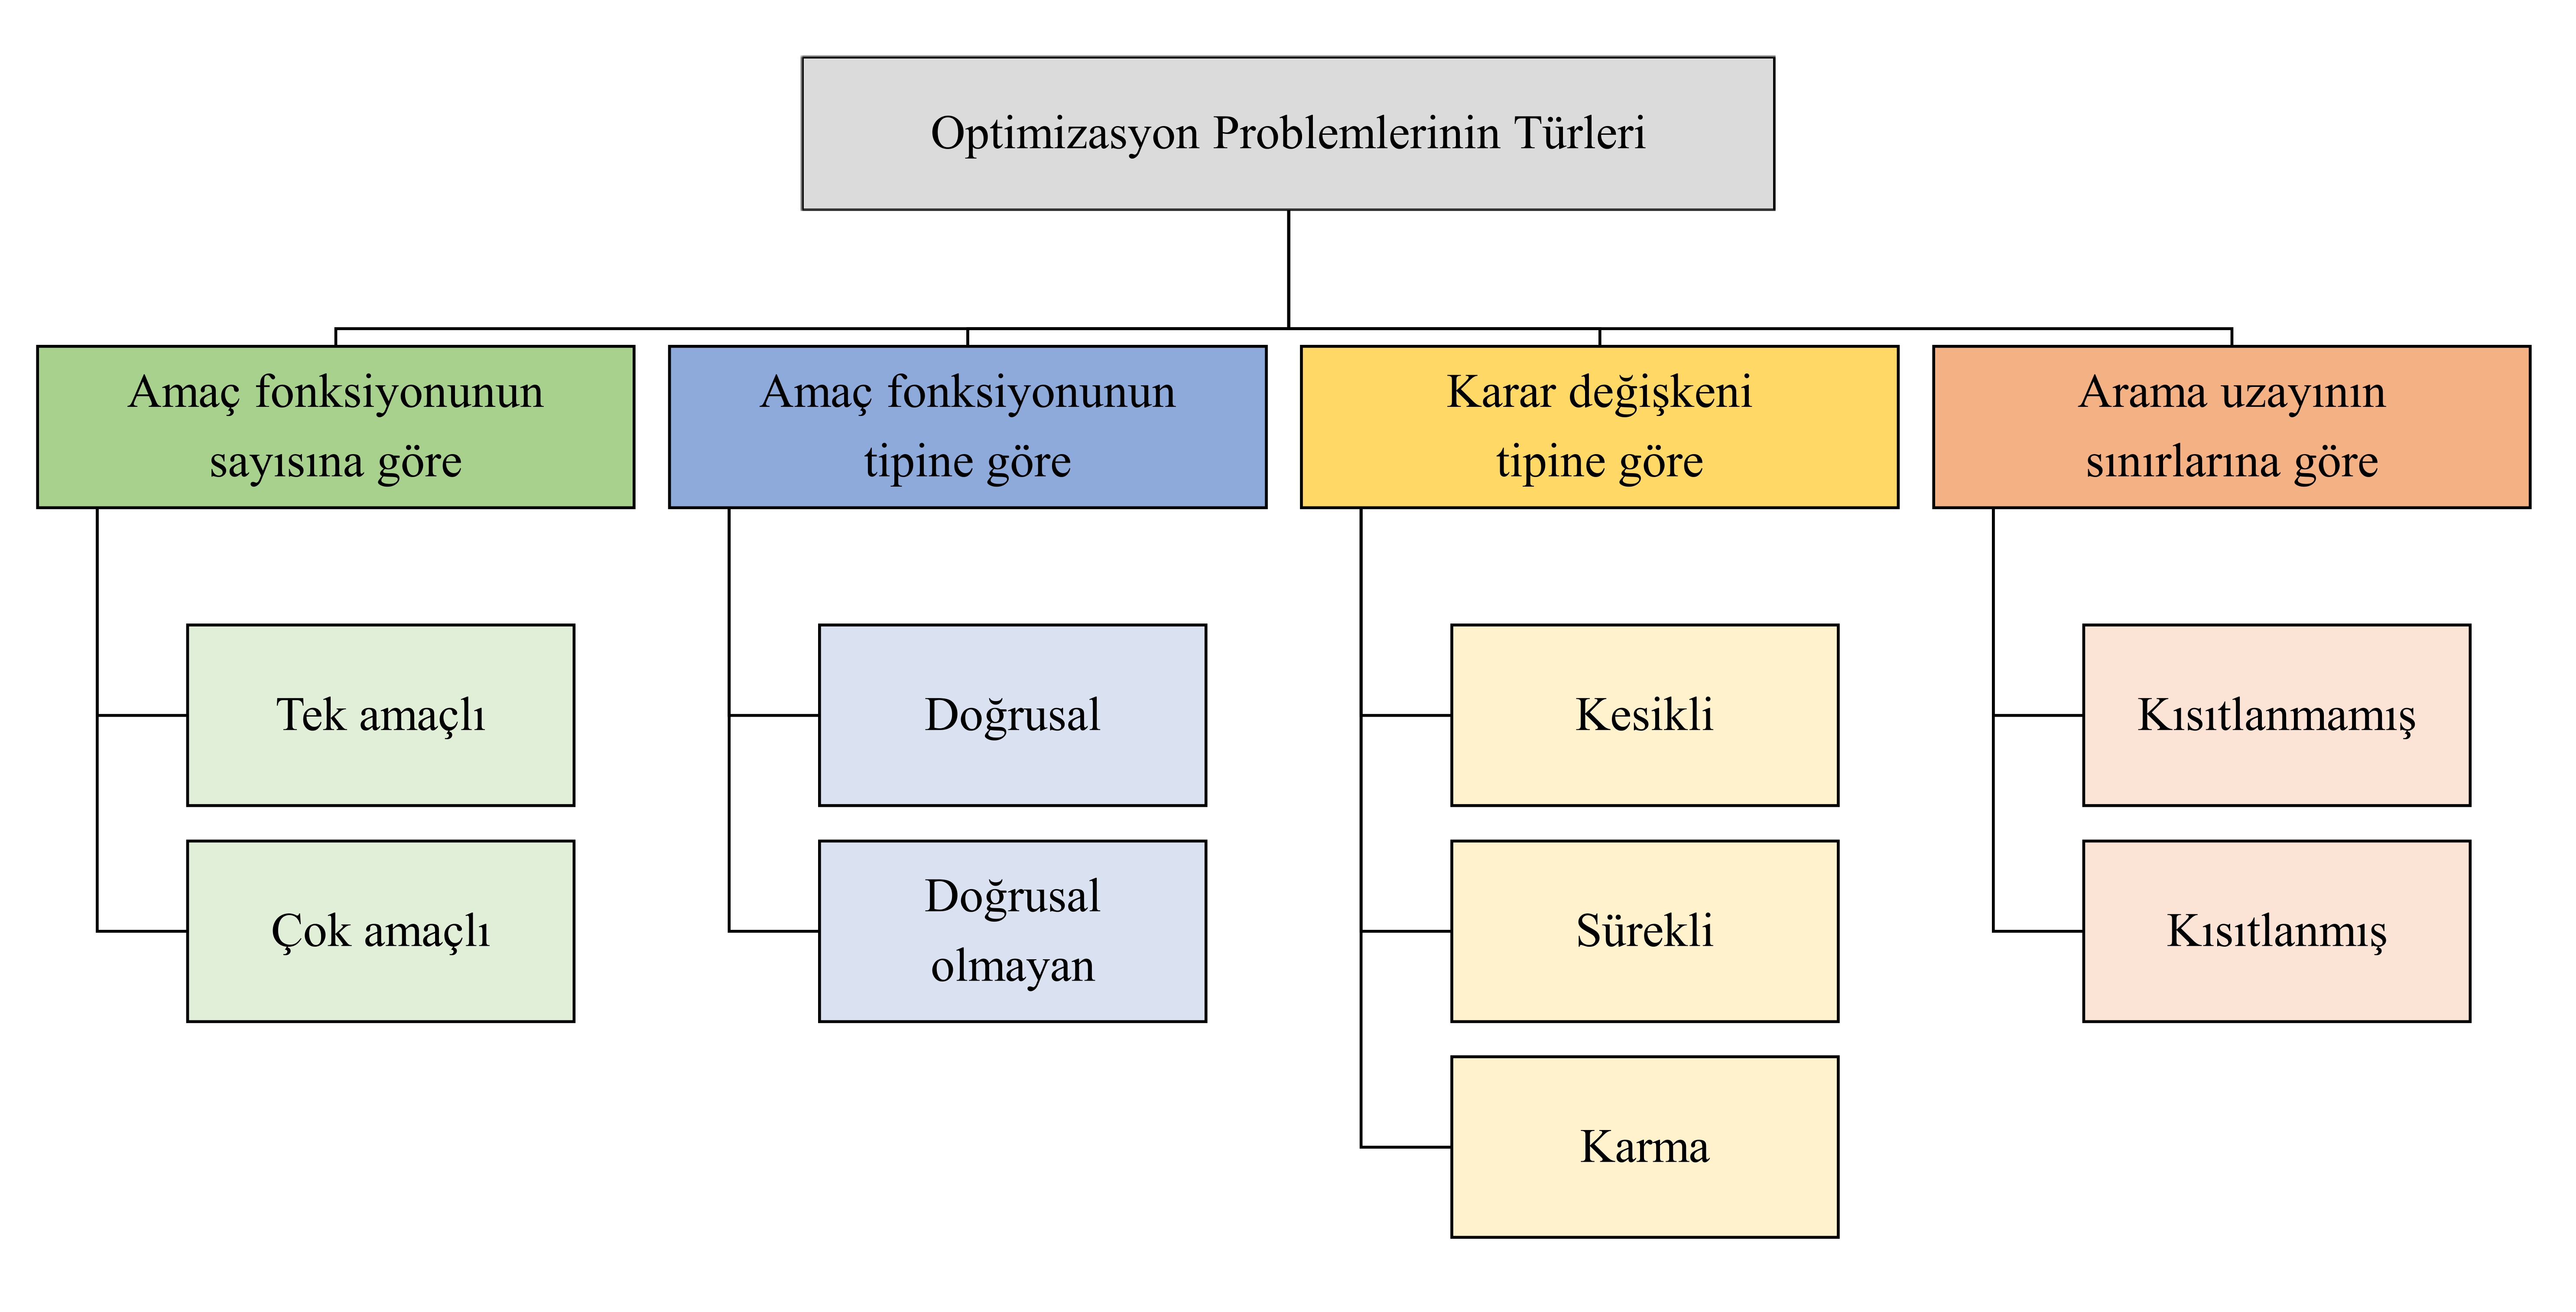 Optimizasyon Problemlerinin Türleri
Amaç fonksiyonunun
sayısına göre
Tek amaçlı
Çok amaçlı
Amaç fonksiyonunun
tipine göre
Doğrusal
Doğrusal
olmayan
Karar değişkeni
tipine göre
Kesikli
Sürekli
Karma
Arama uzayının
sınırlarına göre
Kısıtlanmamış
Kısıtlanmış